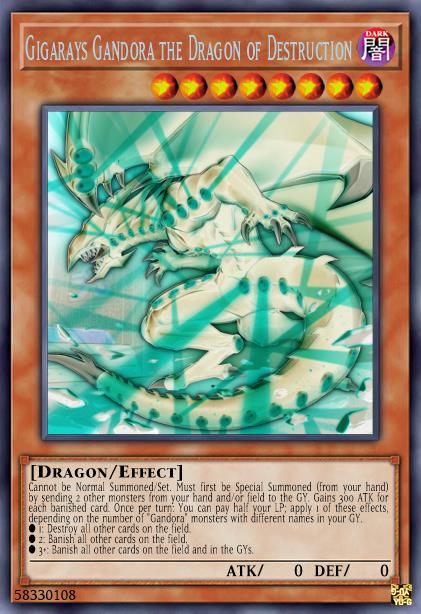 Gigarays Gandora the Dragon of Destruction
DARK
闇
[Dragon/Effect]
Cannot be Normal Summoned/Set. Must first be Special Summoned (from your hand)
by sending 2 other monsters from your hand and/or field to the GY. Gains 300 ATK for
each banished card. Once per turn: You can pay half your LP; apply 1 of these effects,
depending on the number of "Gandora" monsters with different names in your GY.
● 1: Destroy all other cards on the field.
● 2: Banish all other cards on the field.
● 3+: Banish all other cards on the field and in the GYs.
ATK/ 0 DEF/ 0
58330108